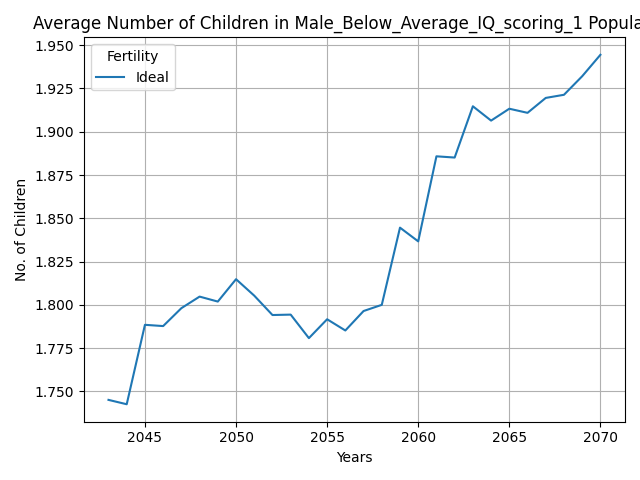 Average Number of Children in Male_Below_Average_IQ_scoring_1 Popula
Fertility
Ideal
1.950
1.925
1.900
1.875
1.850
1.825
1.800
1.775
1.750
No. of Children
2045 2050 2055 2060 2065 2070
Years